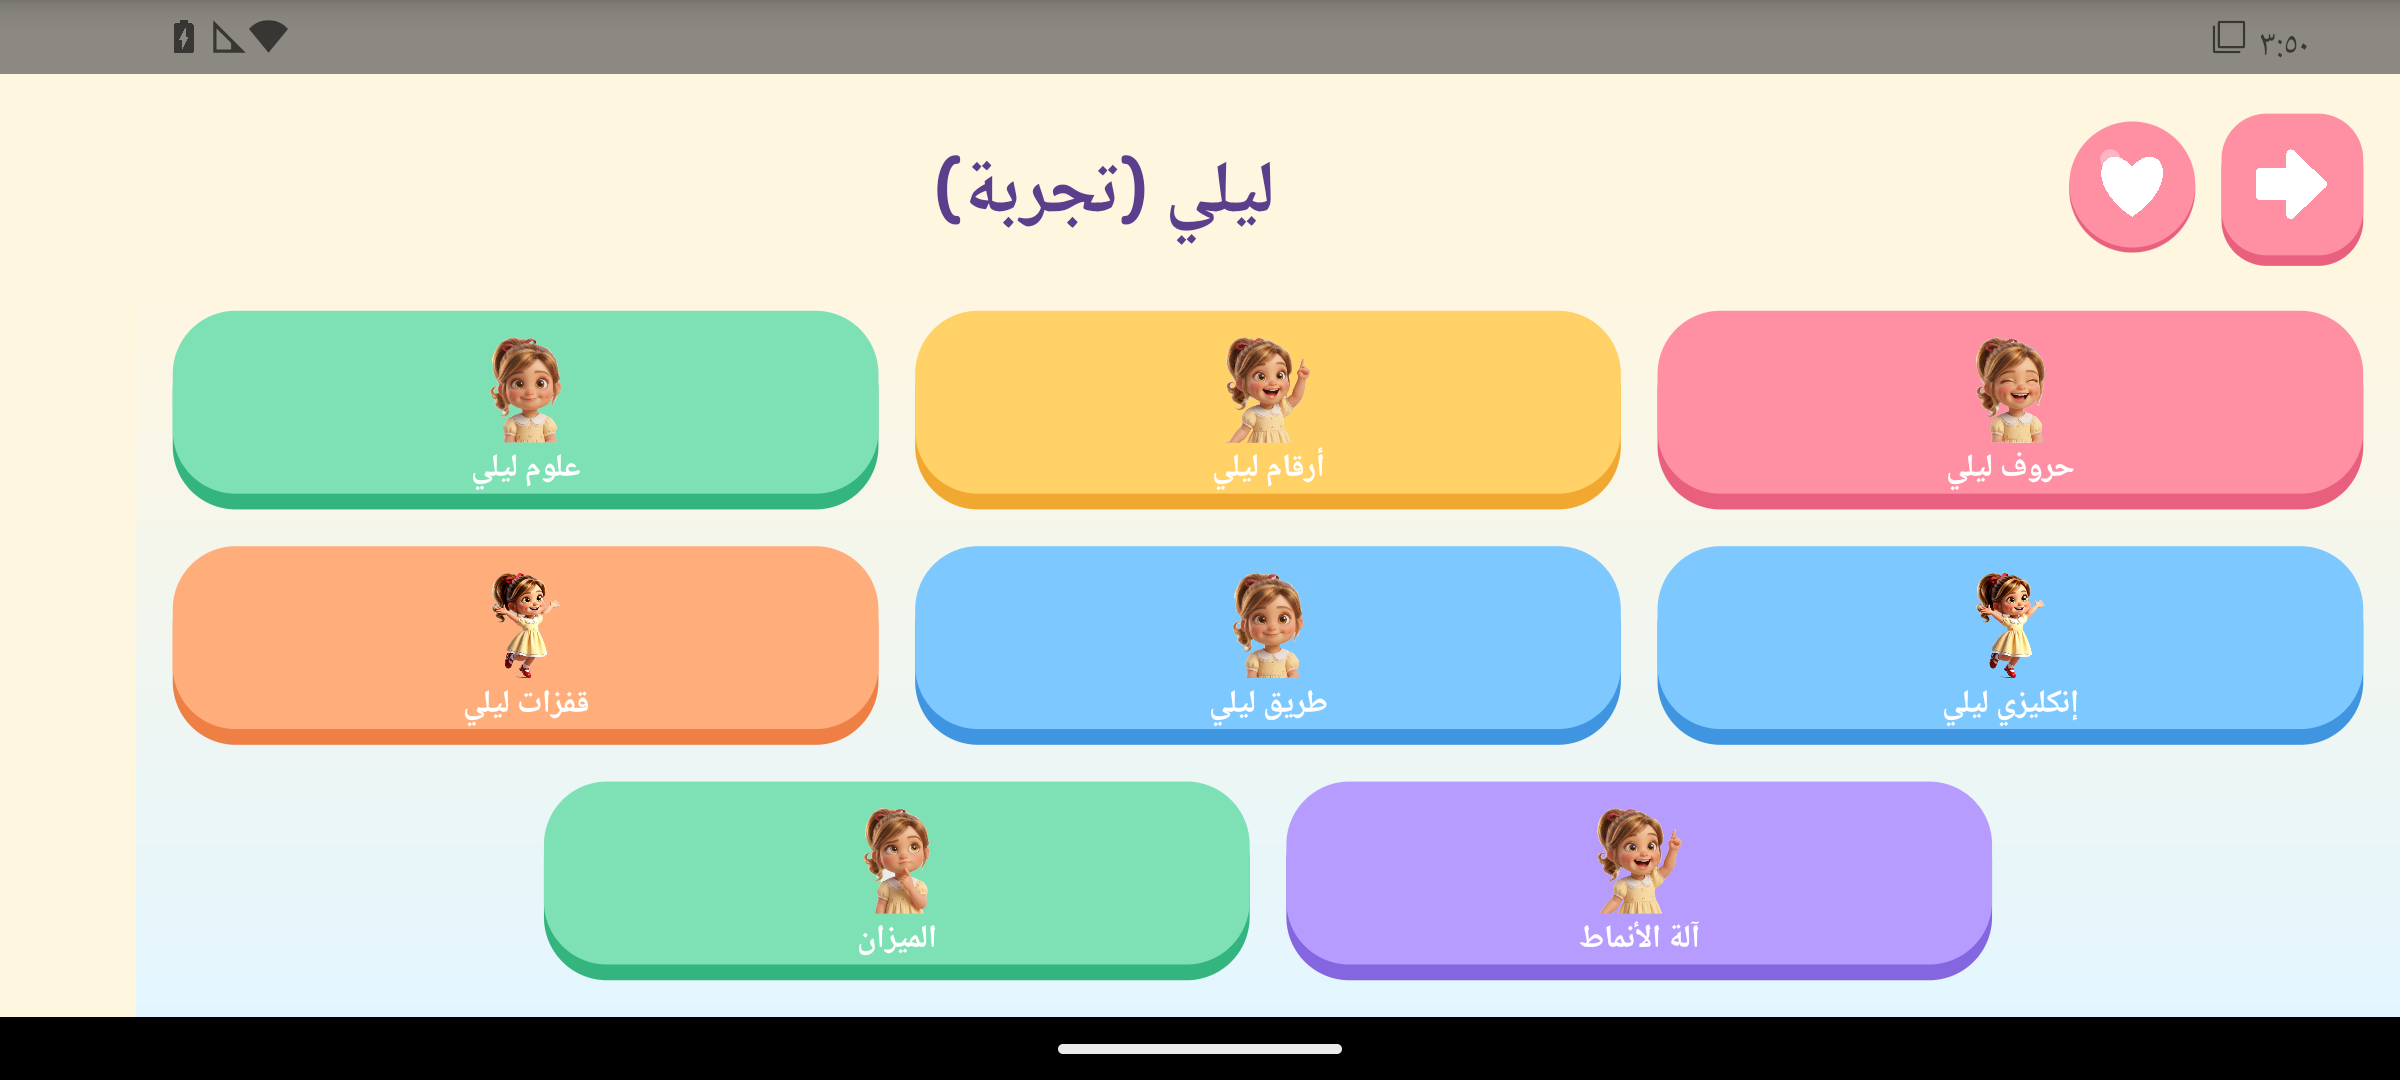 ٣:٥٠
ليلي (تجربة)
حروف ليلي
أرقام ليلي
علوم ليلي
إنكليزي ليلي
طريق ليلي
قفزات ليلي
آلة الأنماط
الميزان